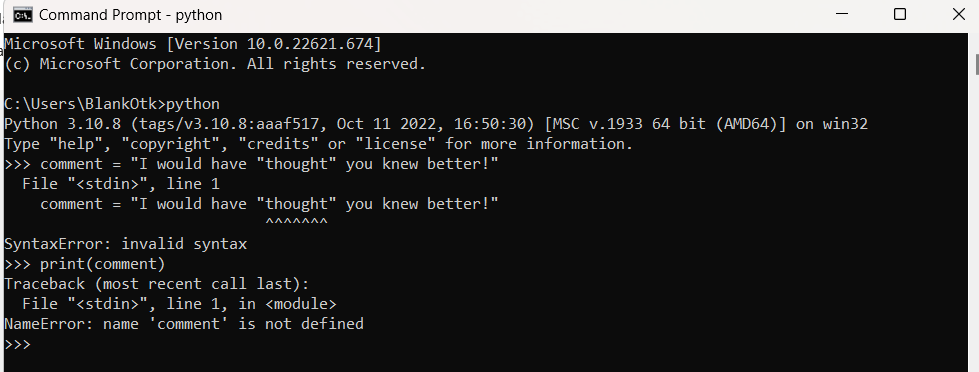 Command Prompt - python
Microsoft Windows [Version 10.0.22621.674]
(c) Microsoft Corporation. All rights reserved.
C:\Users\BlankOtk>python
Python 3.10.8 (tags/v3.10.8:aaaf517, Oct 11 2022, 16:50:30) [MSC v.1933 64 bit (AMD64)] on win32
Type "help", "copyright", "credits" or "license" for more information.
>>> comment = "I would have "thought" you knew better!"
  File "<stdin>", line 1
    comment = "I would have "thought" you knew better!"
                             ^^^^^^^
SyntaxError: invalid syntax
>>> print(comment)
Traceback (most recent call last):
  File "<stdin>", line 1, in <module>
NameError: name 'comment' is not defined
>>>